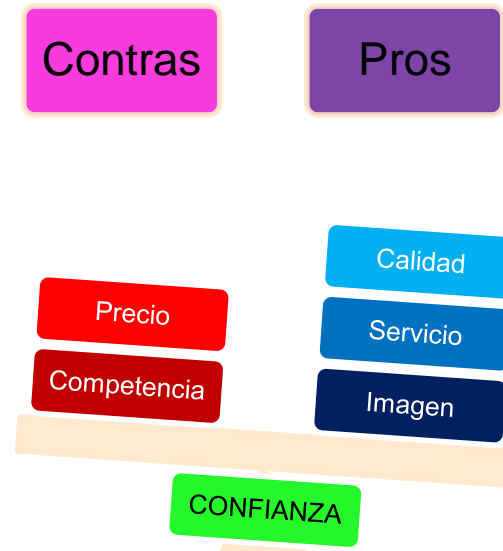 Contras
Pros
Calidad
Precio
Servicio
Competencia
Imagen
CONFIANZA